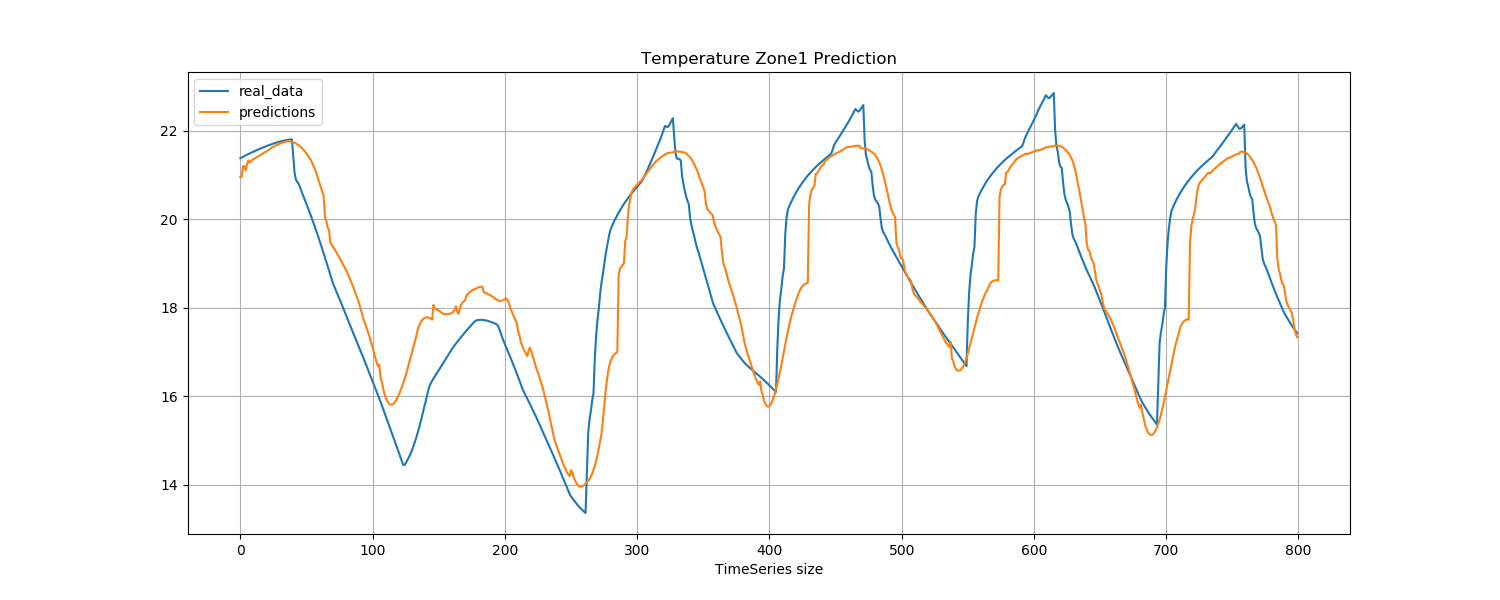 Temperature Zone1 Prediction
real_data
predictions
22
20
18
16
14
0 100 200 300 400 500 600 700 800
TimeSeries size